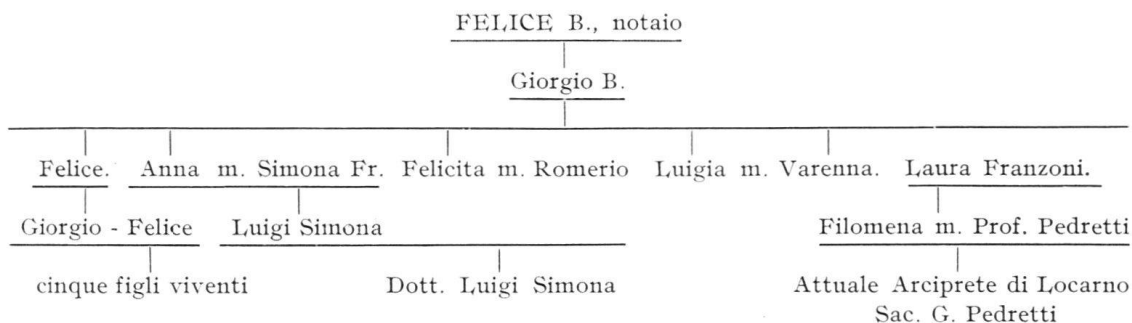 FELICE B., notaio
Giorgio B.
Felice. Anna m. Simona Fr. Felicita m. Romerio Luigia m. Varenna. Laura Franzoni.
Giorgio - Felice Luigi Simona Filomena m. Prof. Pedretti
cinque figli viventi Dott. Luigi Simona Attuale Arciprete di Locarno
Sac. G. Pedretti